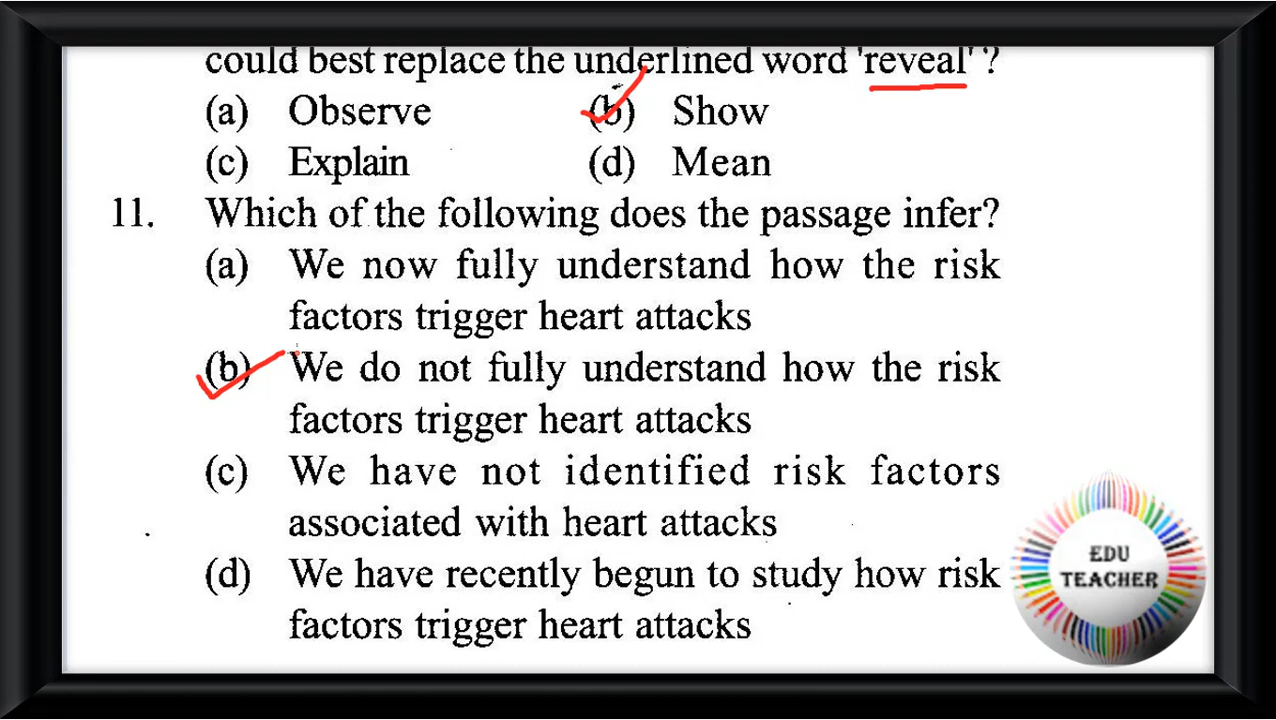 could best replace the underlined word 'reveal' ?
(a) Observe (b) Show
(c) Explain (d) Mean
11. Which of the following does the passage infer?
(a) We now fully understand how the risk
factors trigger heart attacks
(b) We do not fully understand how the risk
factors trigger heart attacks
(c) We have not identified risk factors
associated with heart attacks
(d) We have recently begun to study how risk
factors trigger heart attacks
EDU
TEACHER